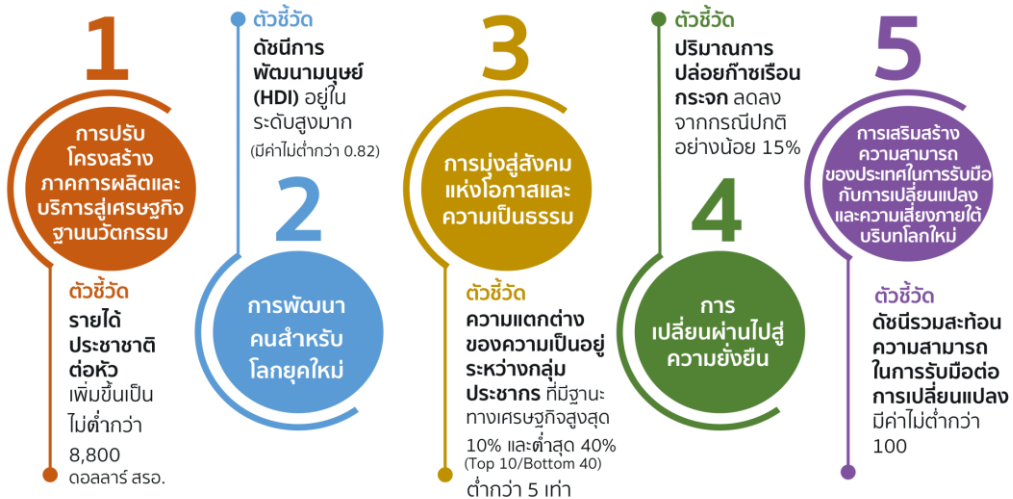 1
การปรับ
โครงสร้าง
ภาคการผลิตและ
บริการสู่เศรษฐกิจ
ฐานนวัตกรรม
ตัวชี้วัด
รายได้
ประชาชาติ
ต่อหัว
เพิ่มขึ้นเป็น
ไม่ต่ำกว่า
8,800
ดอลลาร์ สรอ.
ตัวชี้วัด
ดัชนีการ
พัฒนามนุษย์
(HDI) อยู่ใน
ระดับสูงมาก
(มีค่าไม่ต่ำกว่า 0.82)
2
การพัฒนา
คนสำหรับ
โลกยุคใหม่
3
การมุ่งสู่สังคม
แห่งโอกาสและ
ความเป็นธรรม
ตัวชี้วัด
ความแตกต่าง
ของความเป็นอยู่
ระหว่างกลุ่ม
ประชากร ที่มีฐานะ
ทางเศรษฐกิจสูงสุด
10% และต่ำสุด 40%
(Top 10/Bottom 40)
ต่ำกว่า 5 เท่า
ตัวชี้วัด
ปริมาณการ
ปล่อยก๊าซเรือน
กระจก ลดลง
จากกรณีปกติ
อย่างน้อย 15%
4
การ
เปลี่ยนผ่านไปสู่
ความยั่งยืน
5
การเสริมสร้าง
ความสามารถ
ของประเทศในการรับมือ
กับการเปลี่ยนแปลง
และความเสี่ยงภายใต้
บริบทโลกใหม่
ตัวชี้วัด
ดัชนีรวมสะท้อน
ความสามารถ
ในการรับมือต่อ
การเปลี่ยนแปลง
มีค่าไม่ต่ำกว่า
100